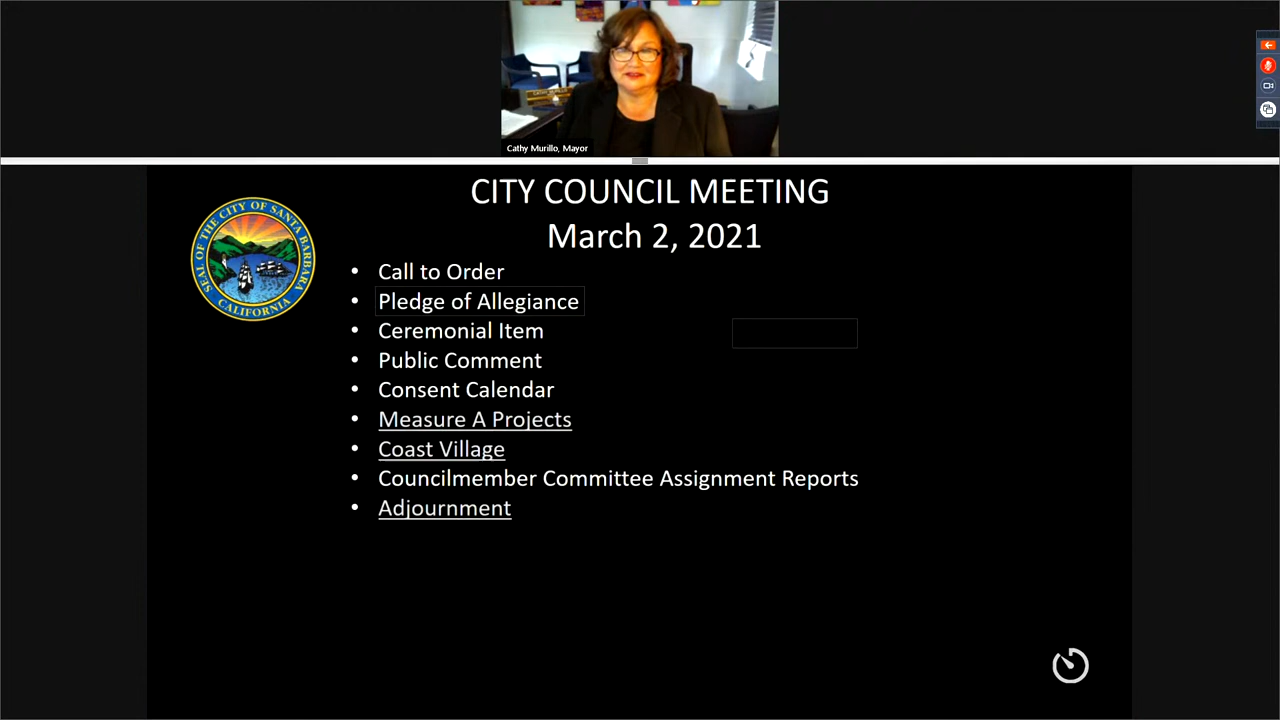 Cathy Murillo, Mayor
CITY COUNCIL MEETING
March 2, 2021
SEAL OF THE CITY OF SANTA BARBARA
CALIFORNIA
• Call to Order
• Pledge of Allegiance
• Ceremonial Item
• Public Comment
• Consent Calendar
• Measure A Projects
• Coast Village
• Councilmember Committee Assignment Reports
• Adjournment